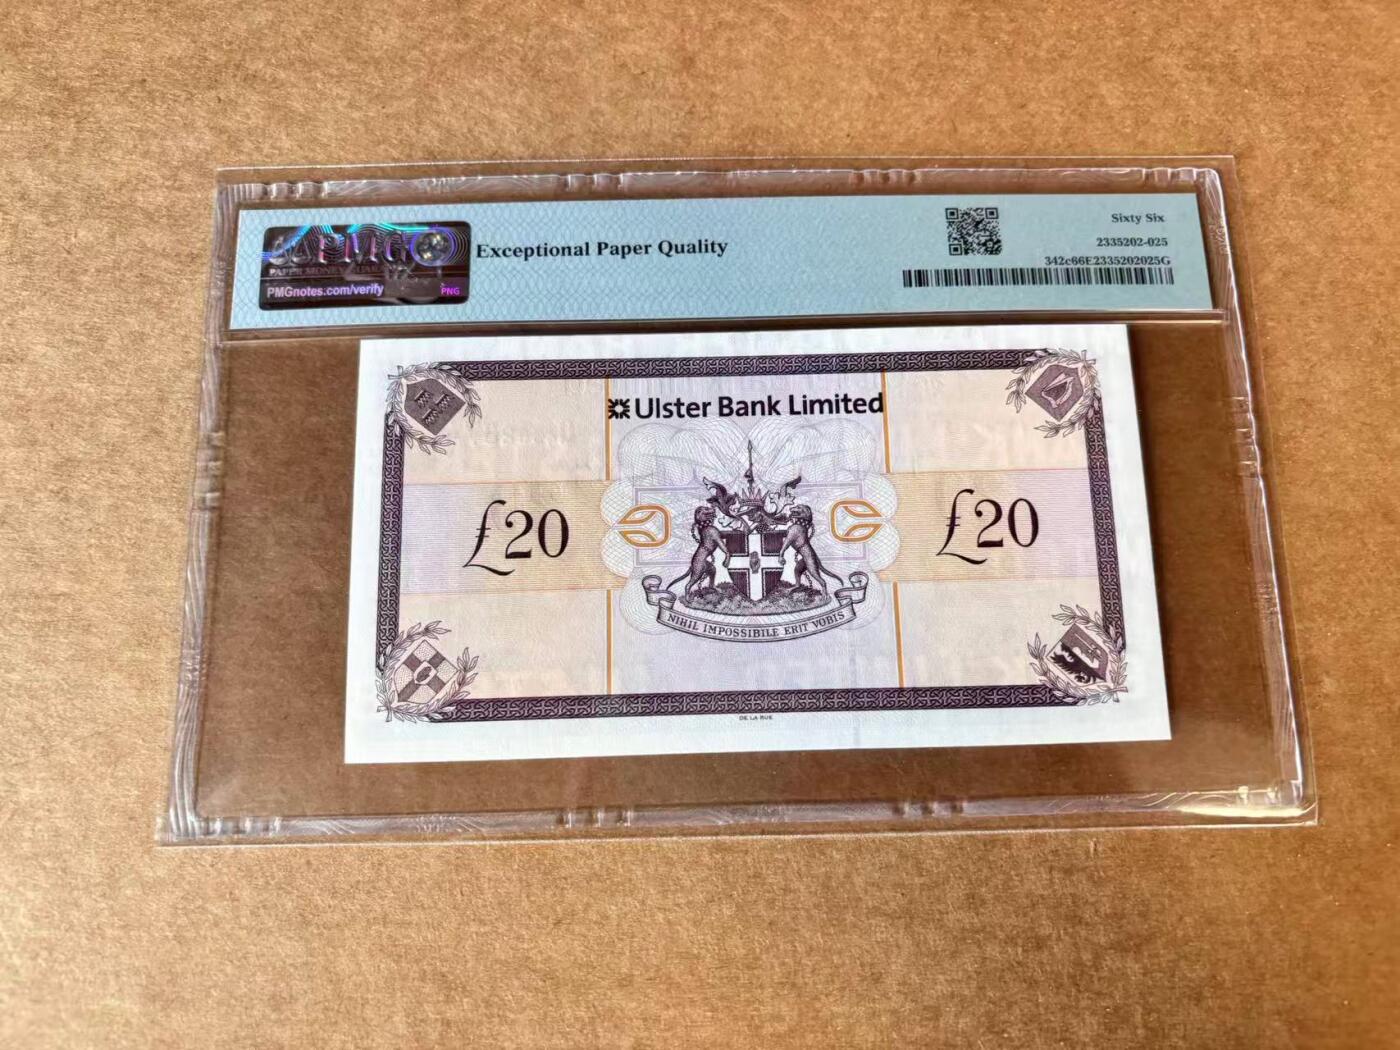 PMG
PAPER MONEY GUARANTY
PMGnotes.com/verify
PNG
Exceptional Paper Quality
Sixty Six
2335202-025
342c66E2335202025G
Ulster Bank Limited
£20
£20
NIHIL IMPOSSIBILE ERIT VOBIS
DE LA RUE